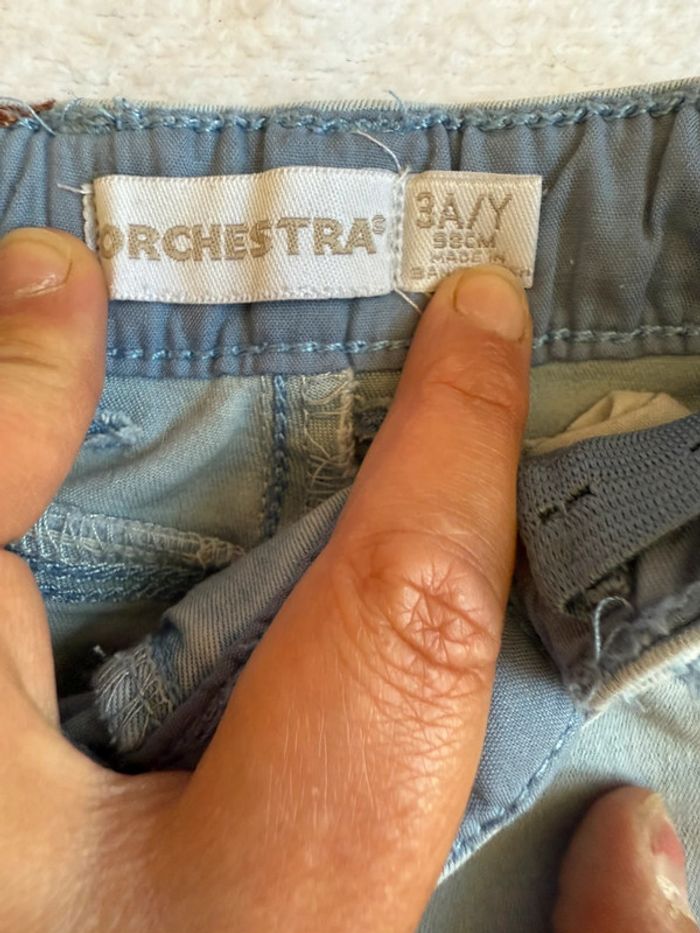 ORCHESTRA®
3A/Y
98CM
MADE IN